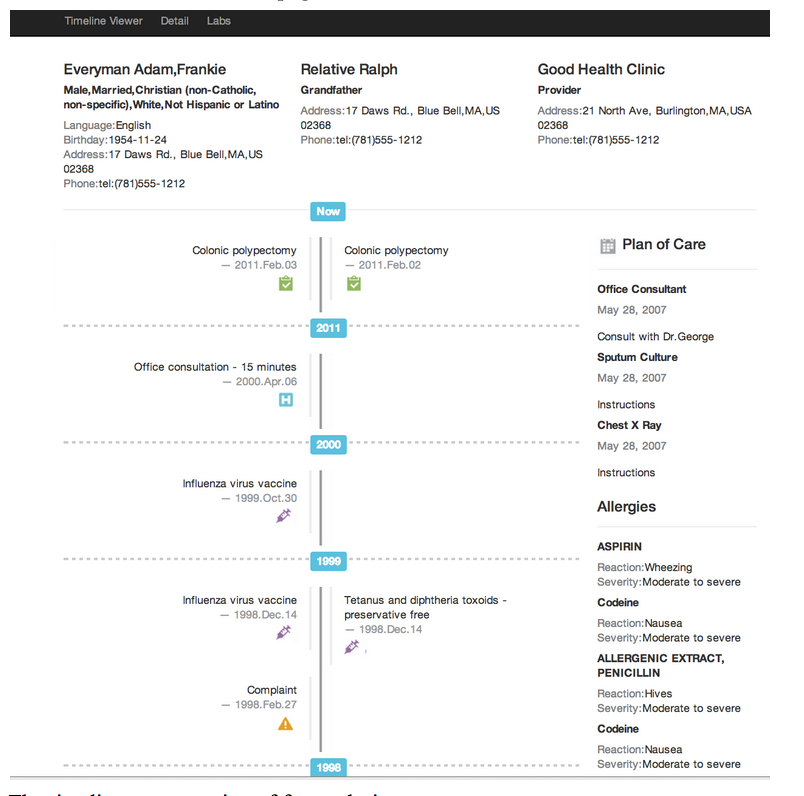 Timeline Viewer Detail Labs
Everyman Adam,Frankie
Male,Married,Christian (non-Catholic,
non-specific),White,Not Hispanic or Latino
Language:English
Birthday:1954-11-24
Address:17 Daws Rd., Blue Bell,MA,US
02368
Phone:tel:(781)555-1212
Relative Ralph
Grandfather
Address:17 Daws Rd., Blue Bell,MA,US
02368
Phone:tel:(781)555-1212
Good Health Clinic
Provider
Address:21 North Ave, Burlington,MA,USA
02368
Phone:tel:(781)555-1212
Now
Colonic polypectomy
— 2011.Feb.03
Colonic polypectomy
— 2011.Feb.02
2011
Office consultation - 15 minutes
— 2000.Apr.06
H
2000
Influenza virus vaccine
— 1999.Oct.30
1999
Influenza virus vaccine
— 1998.Dec.14
Tetanus and diphtheria toxoids -
preservative free
— 1998.Dec.14
Complaint
— 1998.Feb.27
1998
Plan of Care
Office Consultant
May 28, 2007
Consult with Dr.George
Sputum Culture
May 28, 2007
Instructions
Chest X Ray
May 28, 2007
Instructions
Allergies
ASPIRIN
Reaction:Wheezing
Severity:Moderate to severe
Codeine
Reaction:Nausea
Severity:Moderate to severe
ALLERGENIC EXTRACT,
PENICILLIN
Reaction:Hives
Severity:Moderate to severe
Codeine
Reaction:Nausea
Severity:Moderate to severe